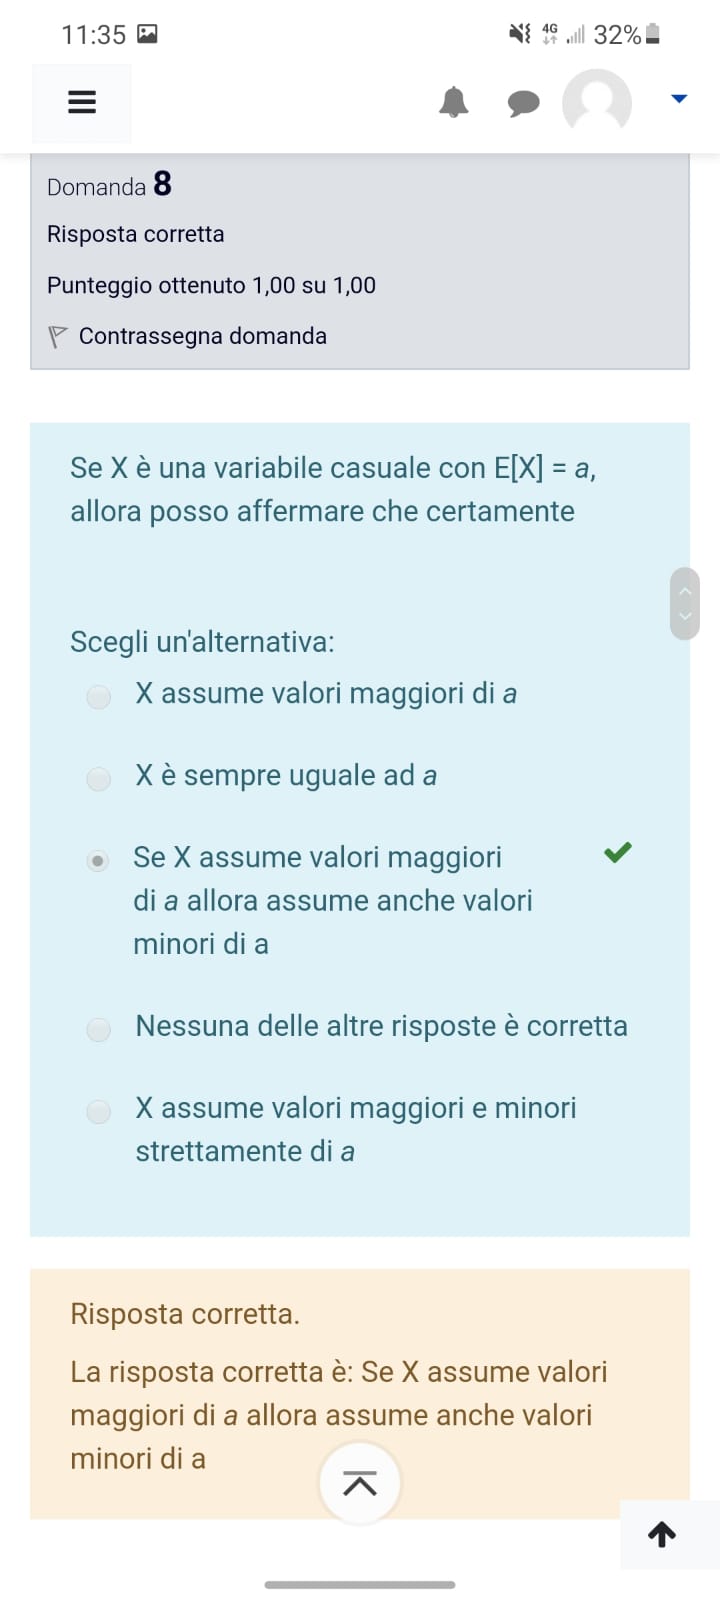 11:35 4G 32%
Domanda 8
Risposta corretta
Punteggio ottenuto 1,00 su 1,00
Contrassegna domanda
Se X è una variabile casuale con E[X] = a,
allora posso affermare che certamente
Scegli un'alternativa:
X assume valori maggiori di a
X è sempre uguale ad a
Se X assume valori maggiori
di a allora assume anche valori
minori di a
Nessuna delle altre risposte è corretta
X assume valori maggiori e minori
strettamente di a
Risposta corretta.
La risposta corretta è: Se X assume valori
maggiori di a allora assume anche valori
minori di a